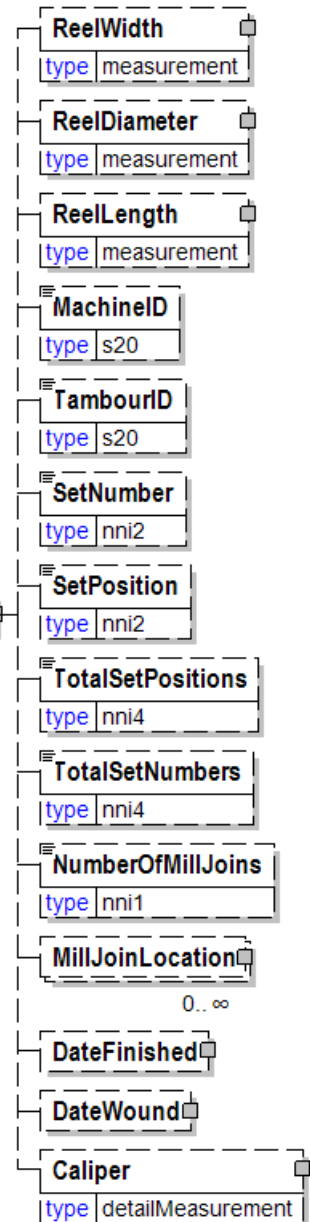 ReelWidth
type measurement
ReelDiameter
type measurement
ReelLength
type measurement
MachineID
type s20
TambourID
type s20
SetNumber
type nni2
SetPosition
type nni2
TotalSetPositions
type nni4
TotalSetNumbers
type nni4
NumberOfMillJoins
type nni1
MillJoinLocation
0.. ∞
DateFinished
DateWound
Caliper
type detailMeasurement